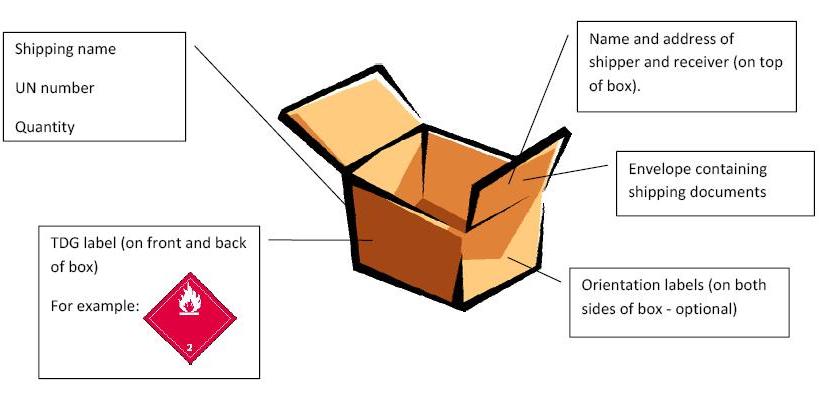 Shipping name
UN number
Quantity
Name and address of
shipper and receiver (on top
of box).
Envelope containing
shipping documents
TDG label (on front and back
of box)
For example:
2
Orientation labels (on both
sides of box - optional)